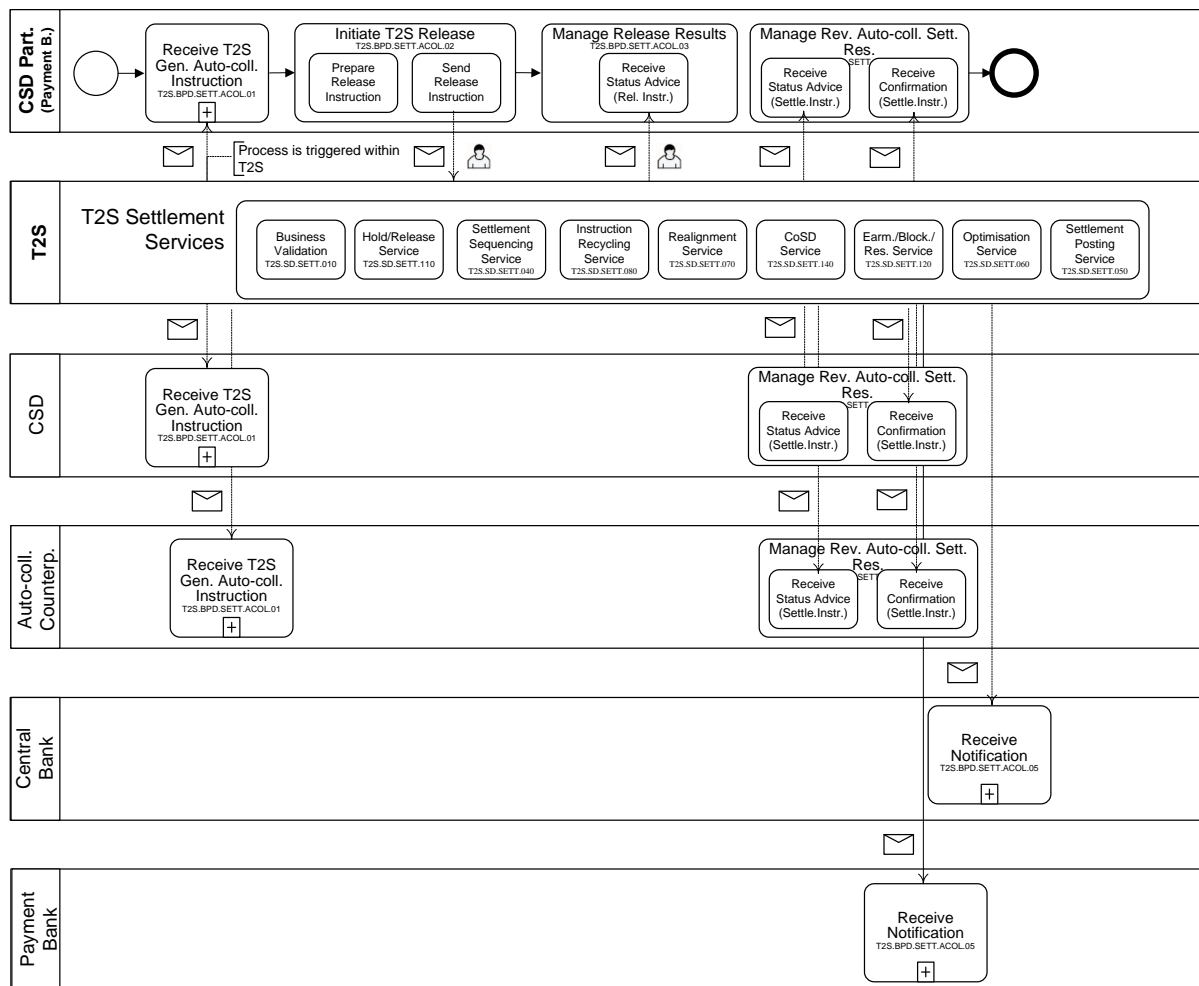 CSD Part.
(Payment B.)
Receive T2S
Gen. Auto-coll.
Instruction
T2S.BPD.SETT.ACOL.01
+
Initiate T2S Release
T2S.BPD.SETT.ACOL.02
Prepare
Release
Instruction
Send
Release
Instruction
Manage Release Results
T2S.BPD.SETT.ACOL.03
Receive
Status Advice
(Rel. Instr.)
Manage Rev. Auto-coll. Sett.
Res.
SETT
Receive
Status Advice
(Settle.Instr.)
Receive
Confirmation
(Settle.Instr.)
Process is triggered within
T2S
T2S
T2S Settlement
Services
Business
Validation
T2S.SD.SETT.010
Hold/Release
Service
T2S.SD.SETT.110
Settlement
Sequencing
Service
T2S.SD.SETT.040
Instruction
Recycling
Service
T2S.SD.SETT.080
Realignment
Service
T2S.SD.SETT.070
CoSD
Service
T2S.SD.SETT.140
Earm./Block./
Res. Service
T2S.SD.SETT.120
Optimisation
Service
T2S.SD.SETT.060
Settlement
Posting
Service
T2S.SD.SETT.050
CSD
Receive T2S
Gen. Auto-coll.
Instruction
T2S.BPD.SETT.ACOL.01
+
Manage Rev. Auto-coll. Sett.
Res.
SETT
Receive
Status Advice
(Settle.Instr.)
Receive
Confirmation
(Settle.Instr.)
Auto-coll.
Counterp.
Receive T2S
Gen. Auto-coll.
Instruction
T2S.BPD.SETT.ACOL.01
+
Manage Rev. Auto-coll. Sett.
Res.
SETT
Receive
Status Advice
(Settle.Instr.)
Receive
Confirmation
(Settle.Instr.)
Central
Bank
Receive
Notification
T2S.BPD.SETT.ACOL.05
+
Payment
Bank
Receive
Notification
T2S.BPD.SETT.ACOL.05
+